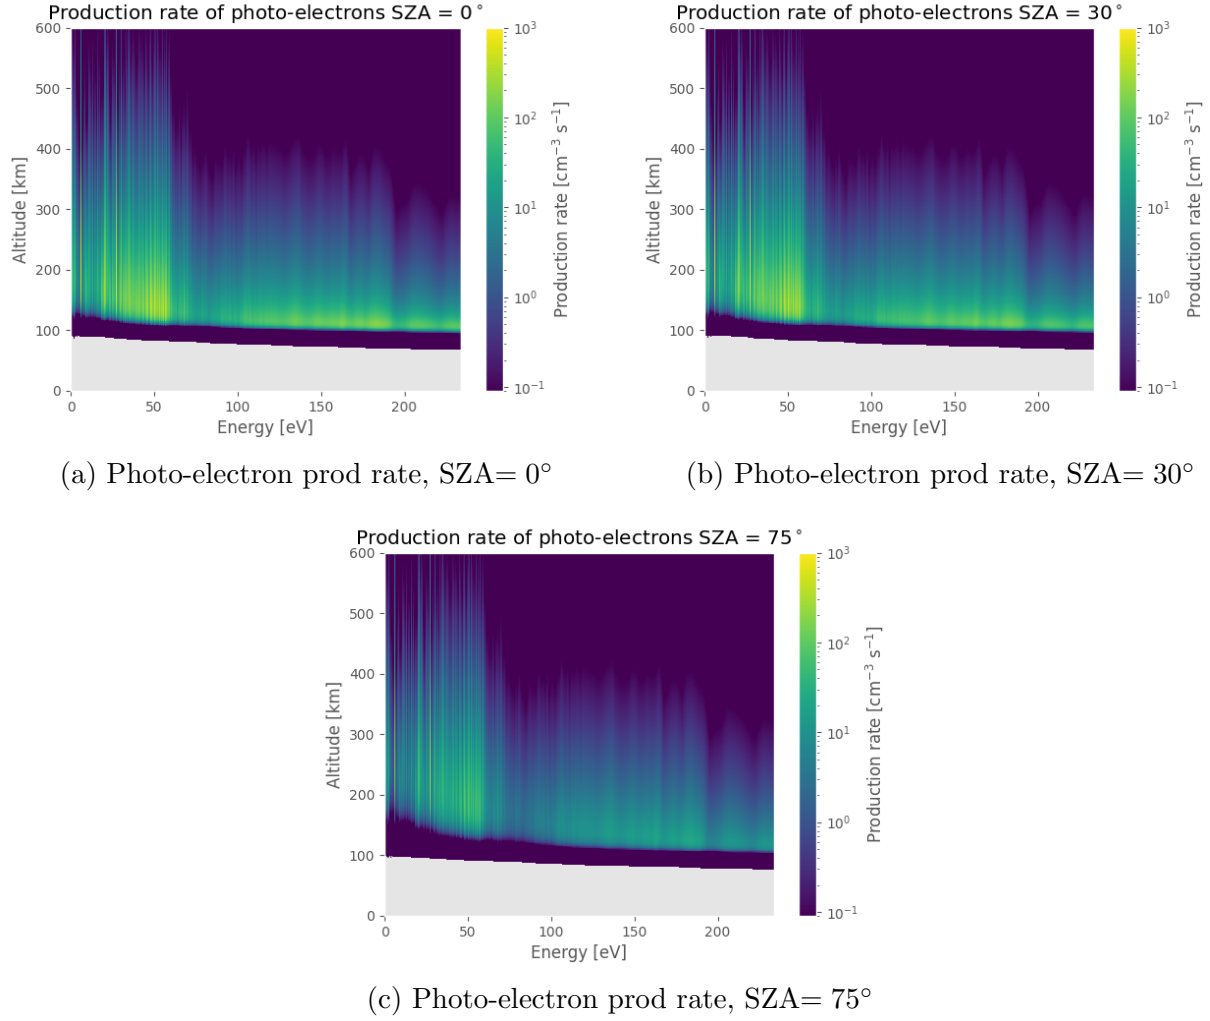 Production rate of photo-electrons SZA = 0°
600
500
400
300
200
100
0
Altitude [km]
0 50 100 150 200
Energy [eV]
10³
10²
10¹
10⁰
10⁻¹
Production rate [cm⁻³ s⁻¹]
(a) Photo-electron prod rate, SZA= 0°
Production rate of photo-electrons SZA = 30°
600
500
400
300
200
100
0
Altitude [km]
0 50 100 150 200
Energy [eV]
10³
10²
10¹
10⁰
10⁻¹
Production rate [cm⁻³ s⁻¹]
(b) Photo-electron prod rate, SZA= 30°
Production rate of photo-electrons SZA = 75°
600
500
400
300
200
100
0
Altitude [km]
0 50 100 150 200
Energy [eV]
10³
10²
10¹
10⁰
10⁻¹
Production rate [cm⁻³ s⁻¹]
(c) Photo-electron prod rate, SZA= 75°